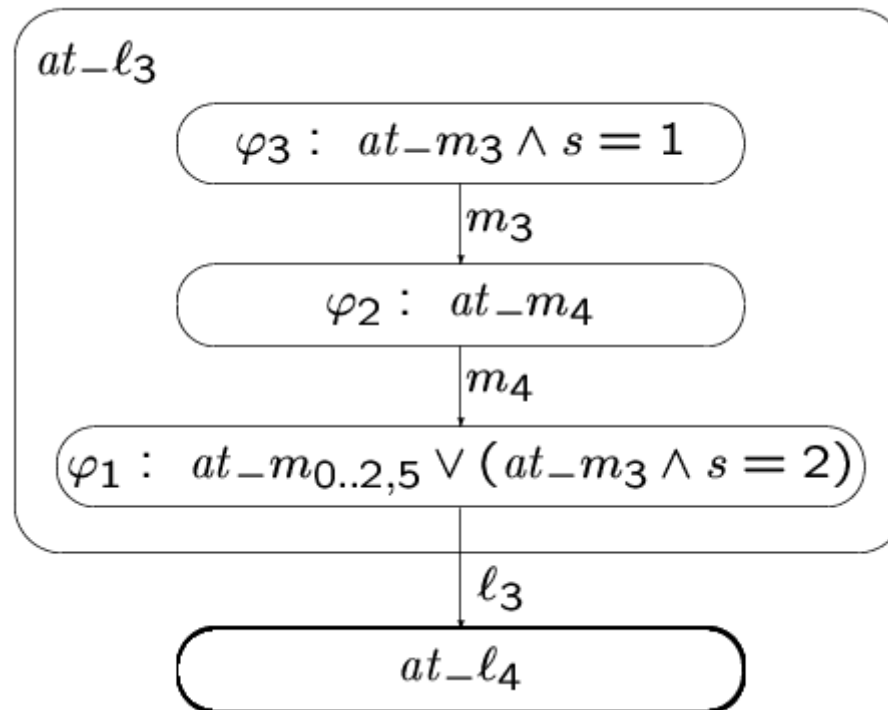 at_ℓ₃
φ₃ : at_m₃ ∧ s = 1
m₃
φ₂ : at_m₄
m₄
φ₁ : at_m₀..₂,₅ ∨ (at_m₃ ∧ s = 2)
ℓ₃
at_ℓ₄